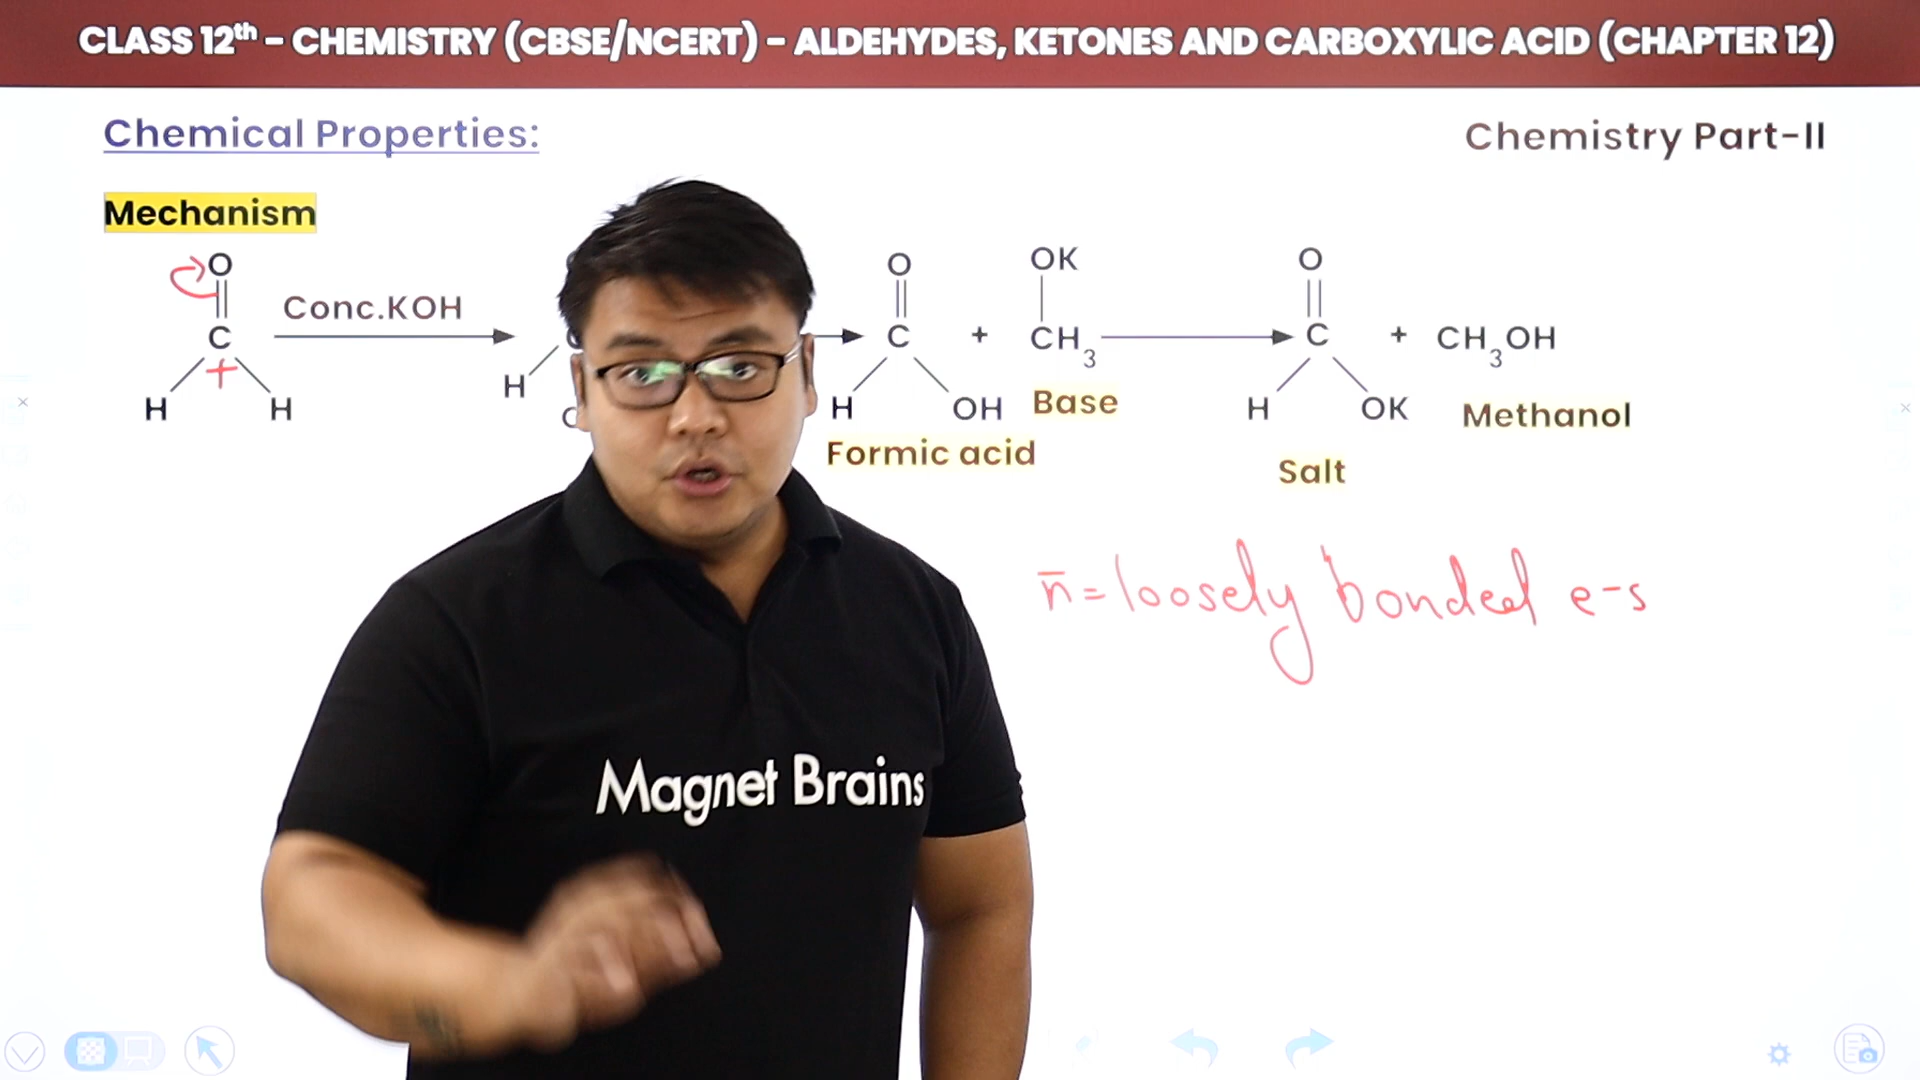 CLASS 12th - CHEMISTRY (CBSE/NCERT) - ALDEHYDES, KETONES AND CARBOXYLIC ACID (CHAPTER 12)
Chemical Properties:
Chemistry Part-II
Mechanism
O
C
+
H H
Conc.KOH
H
O
C
H OH
Formic acid
+
OK
CH3
Base
O
C
H OK
Salt
+
CH3OH
Methanol
n̄ = loosely bonded e-s
Magnet Brains